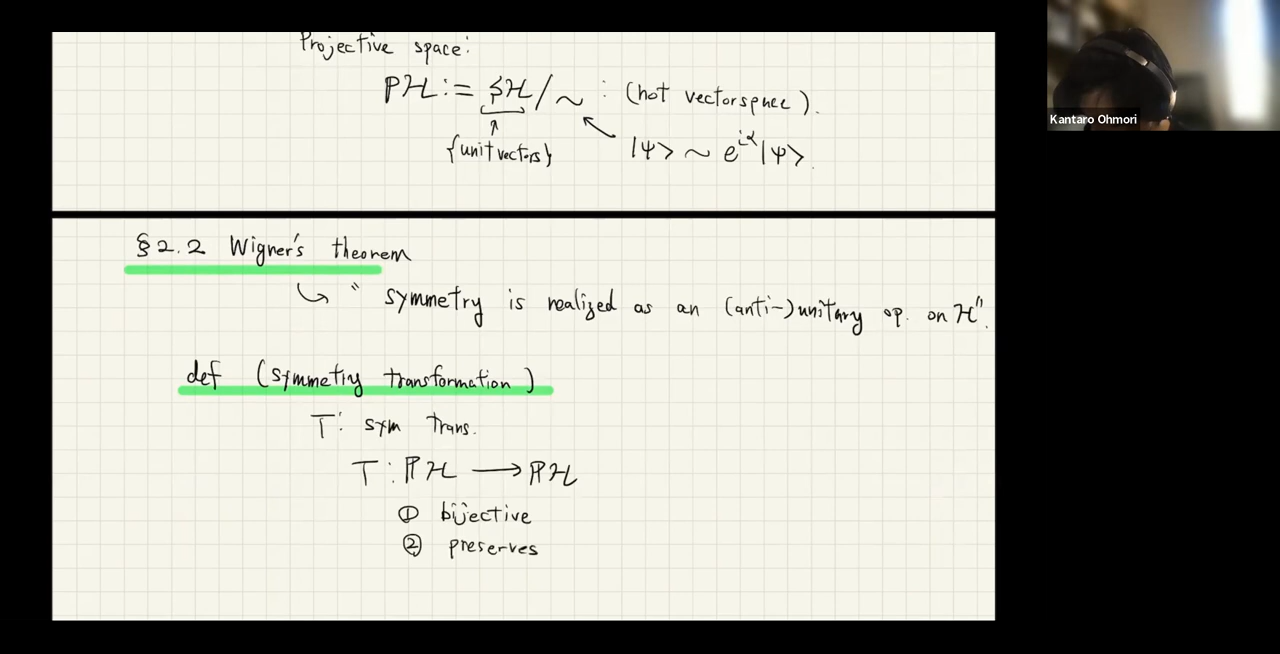 Projective space:
Pℋ := Sℋ/~ : (not vectorspace).
↑
{unit vectors}
|ψ> ~ e^{iα}|ψ>.
Kantaro Ohmori
§2.2 Wigner's theorem
↳ " symmetry is realized as an (anti-)unitary op. on ℋ".
def (symmetry transformation)
T: sym trans.
T: Pℋ → Pℋ
① bijective
② preserves